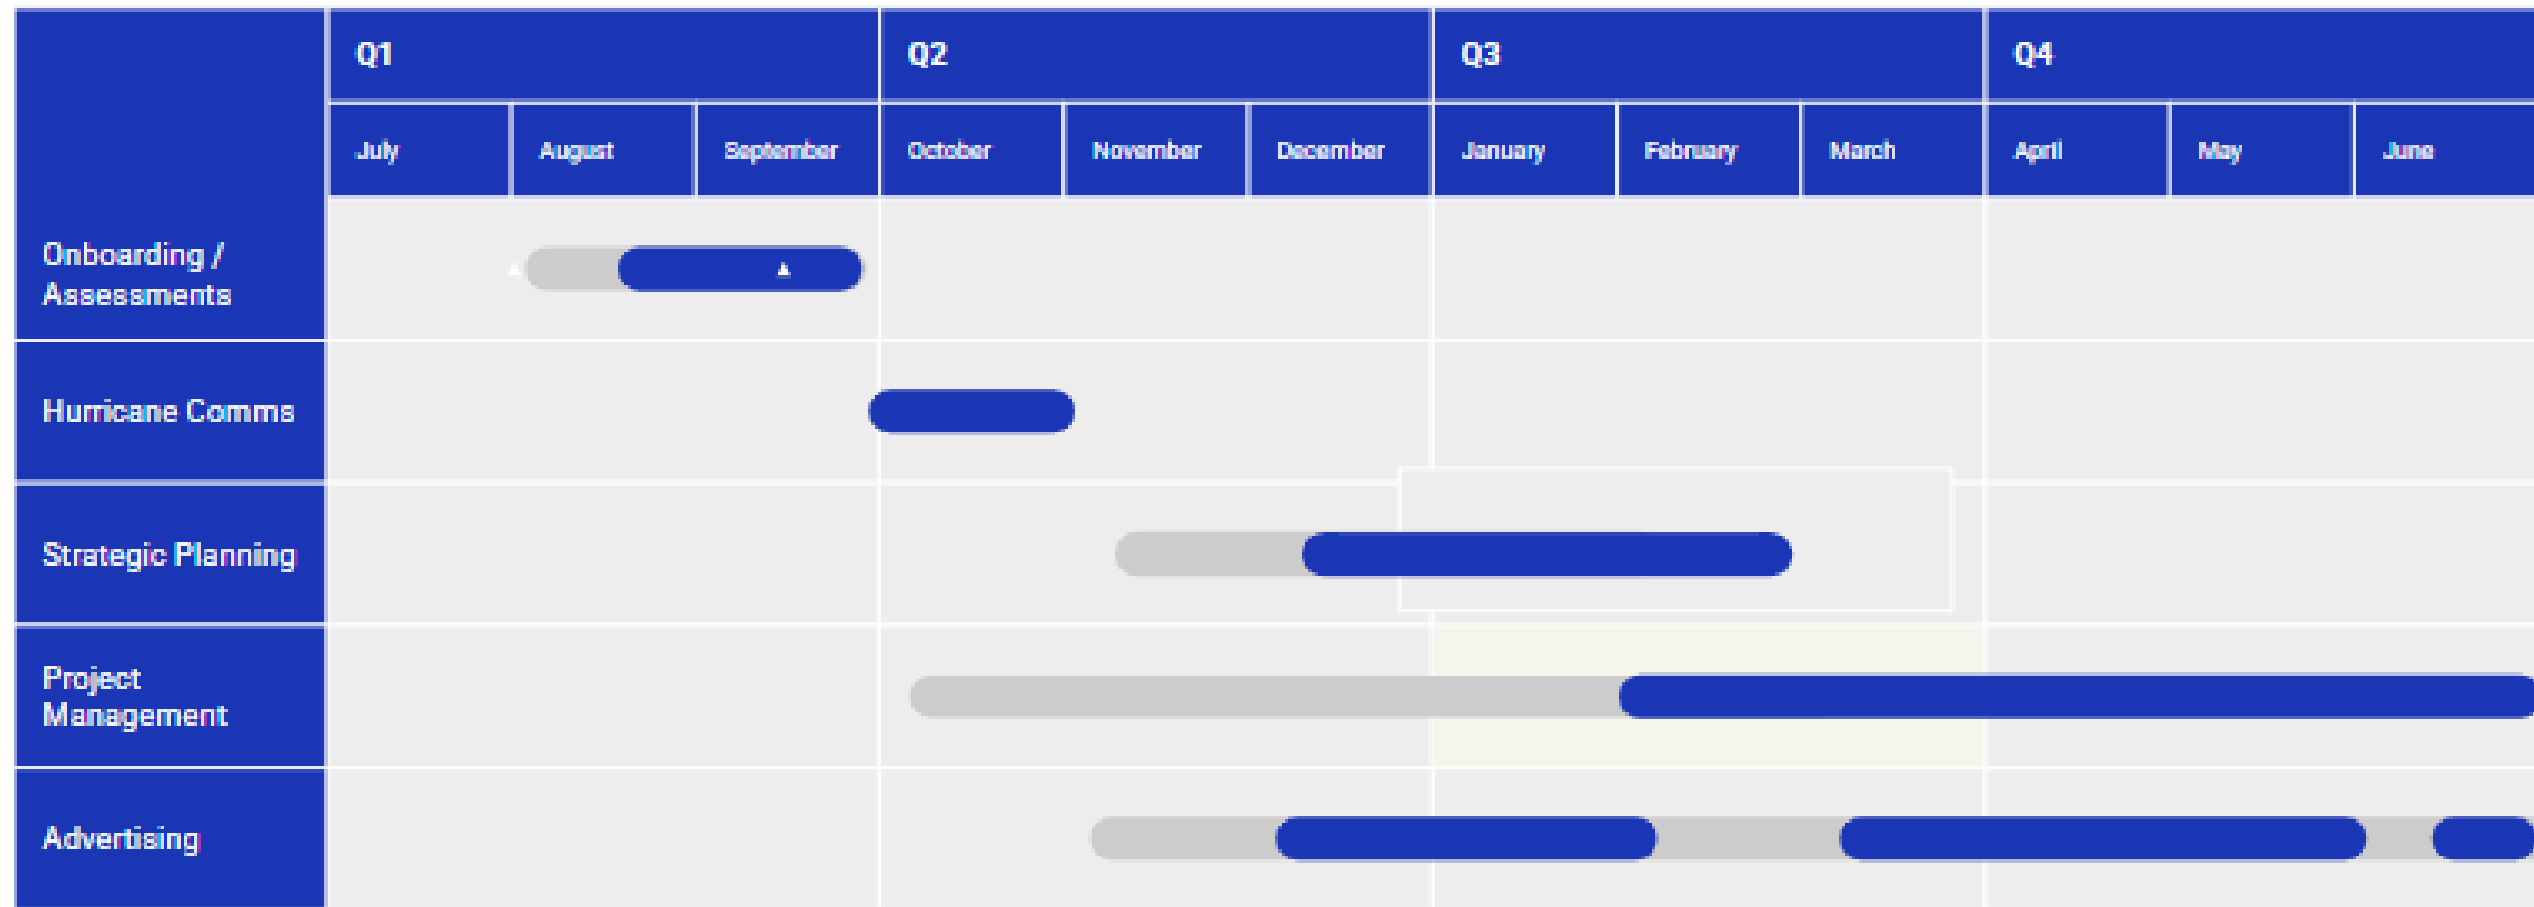 Q1
Q2
Q3
Q4
July
August
September
October
November
December
January
February
March
April
May
June
Onboarding /
Assessments
Hurricane Comms
Strategic Planning
Project
Management
Advertising